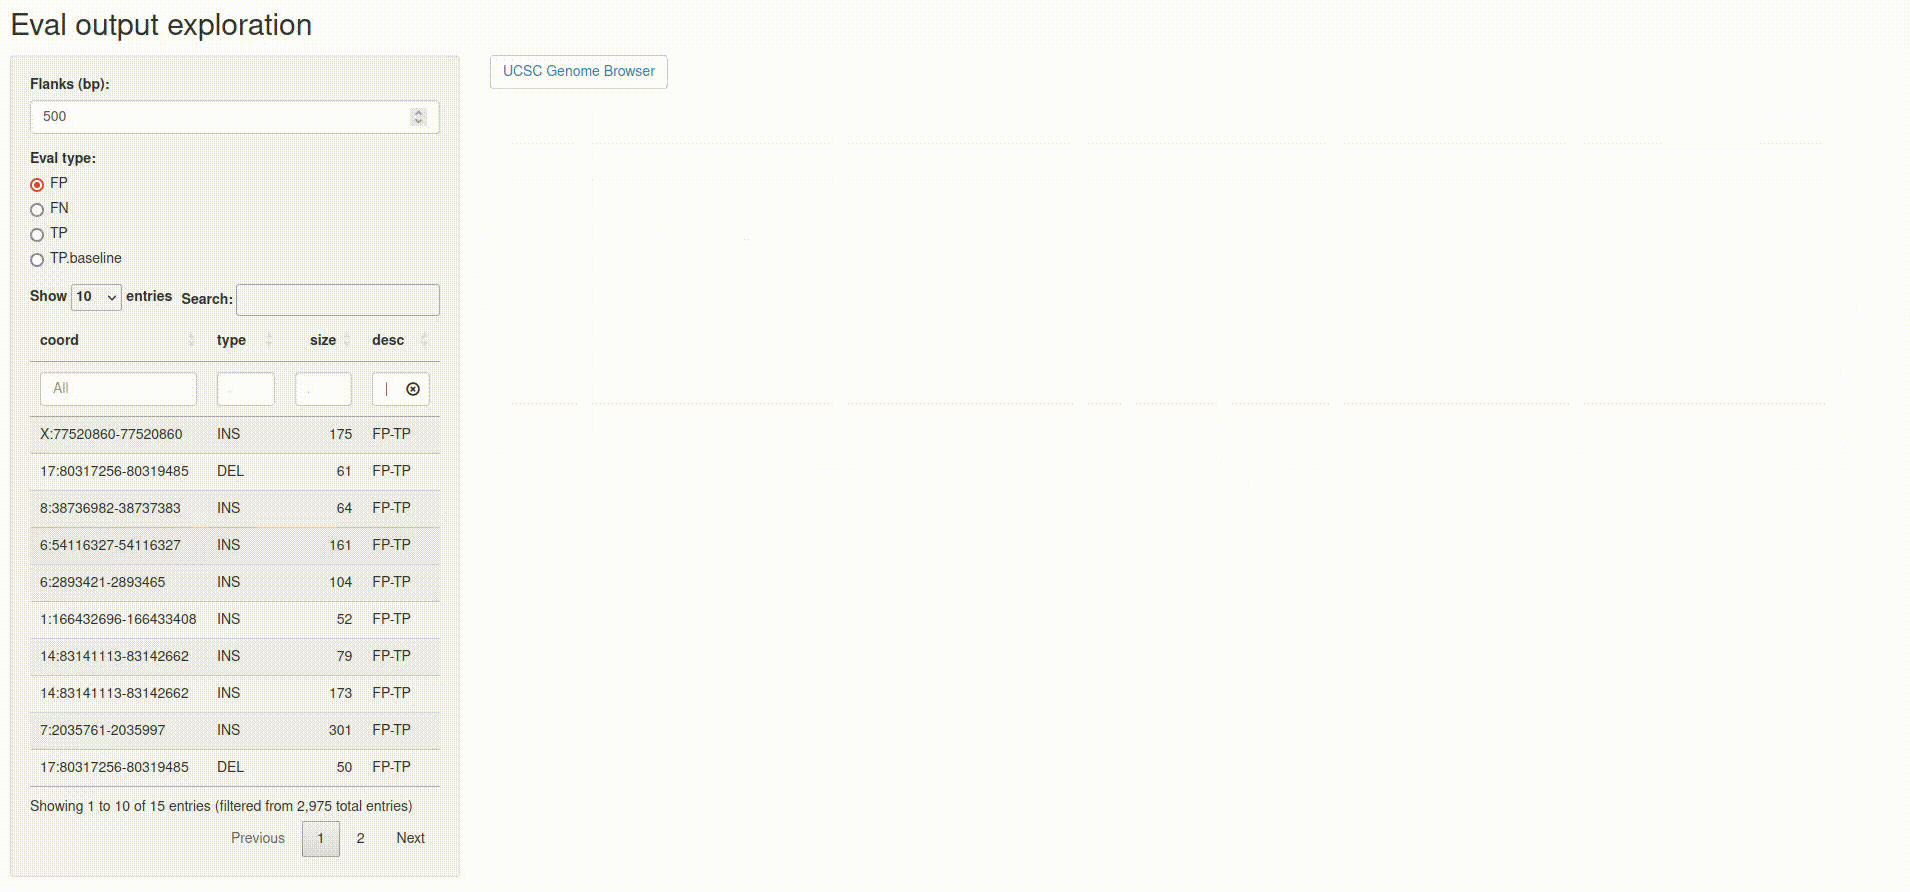 Eval output exploration
Flanks (bp):
500
UCSC Genome Browser
Eval type:
FP
FN
TP
TP.baseline
Show 10 entries Search:
coord type size desc
All . .
X:77520860-77520860 INS 175 FP-TP
17:80317256-80319485 DEL 61 FP-TP
8:38736982-38737383 INS 64 FP-TP
6:54116327-54116327 INS 161 FP-TP
6:2893421-2893465 INS 104 FP-TP
1:166432696-166433408 INS 52 FP-TP
14:83141113-83142662 INS 79 FP-TP
14:83141113-83142662 INS 173 FP-TP
7:2035761-2035997 INS 301 FP-TP
17:80317256-80319485 DEL 50 FP-TP
Showing 1 to 10 of 15 entries (filtered from 2,975 total entries)
Previous 1 2 Next